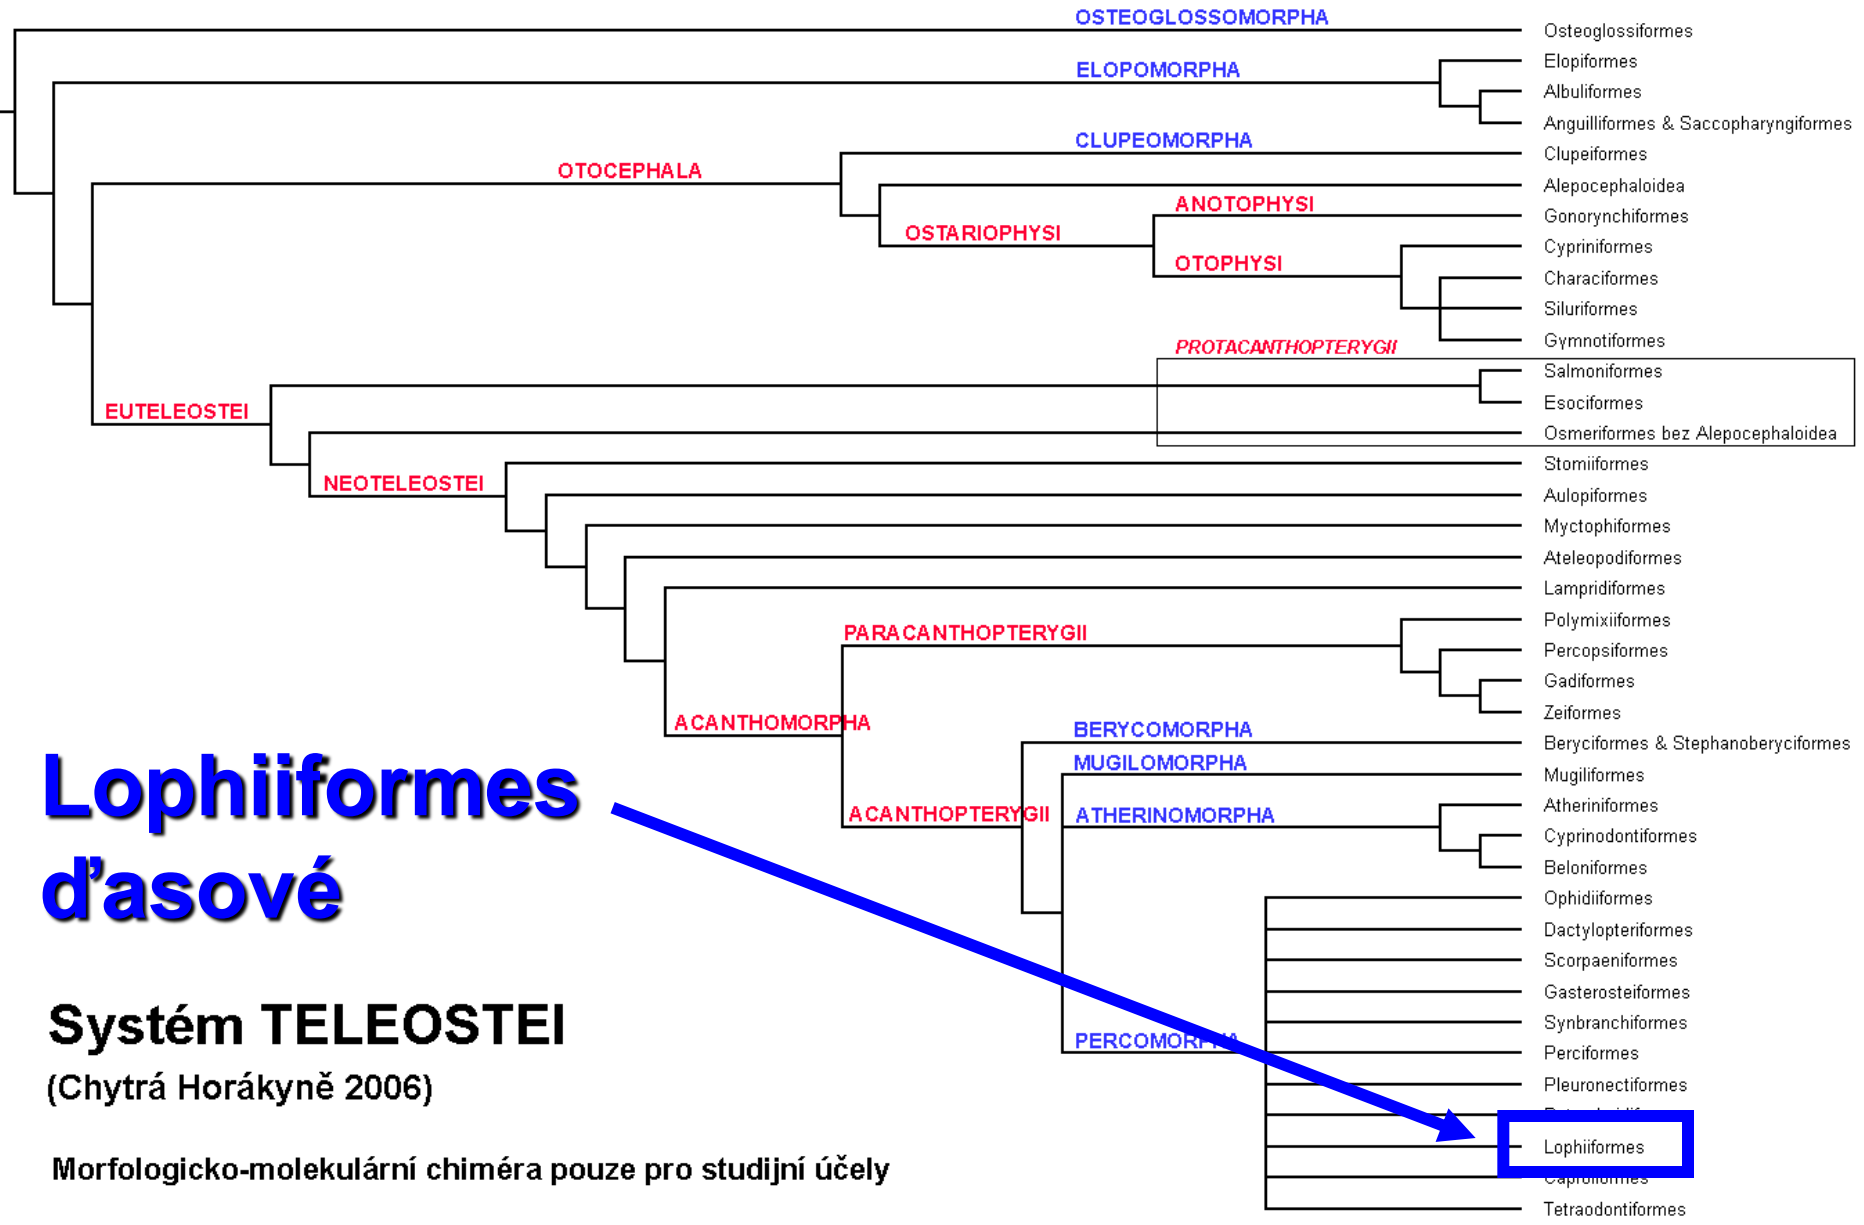 OSTEOGLOSSOMORPHA
Osteoglossiformes
ELOPOMORPHA
Elopiformes
Albuliformes
Anguilliformes & Saccopharyngiformes
CLUPEOMORPHA
Clupeiformes
OTOCEPHALA
Alepocephaloidea
ANOTOPHYSI
Gonorynchiformes
OSTARIOPHYSI
Cypriniformes
OTOPHYSI
Characiformes
Siluriformes
Gymnotiformes
PROTACANTHOPTERYGII
Salmoniformes
EUTELEOSTEI
Esociformes
Osmeriformes bez Alepocephaloidea
Stomiiformes
NEOTELEOSTEI
Aulopiformes
Myctophiformes
Ateleopodiformes
Lampridiformes
Polymixiiformes
PARACANTHOPTERYGII
Percopsiformes
Gadiformes
Zeiformes
ACANTHOMORPHA
BERYCOMORPHA
Beryciformes & Stephanoberyciformes
MUGILOMORPHA
Mugiliformes
Atheriniformes
ACANTHOPTERYGII
ATHERINOMORPHA
Cyprinodontiformes
Beloniformes
Ophidiiformes
Dactylopteriformes
Scorpaeniformes
Gasterosteiformes
Synbranchiformes
PERCOMORPHA
Perciformes
Pleuronectiformes
Lophiiformes
Caproiformes
Tetraodontiformes
Lophiiformes
ďasové
Systém TELEOSTEI
(Chytrá Horákyně 2006)
Morfologicko-molekulární chiméra pouze pro studijní účely